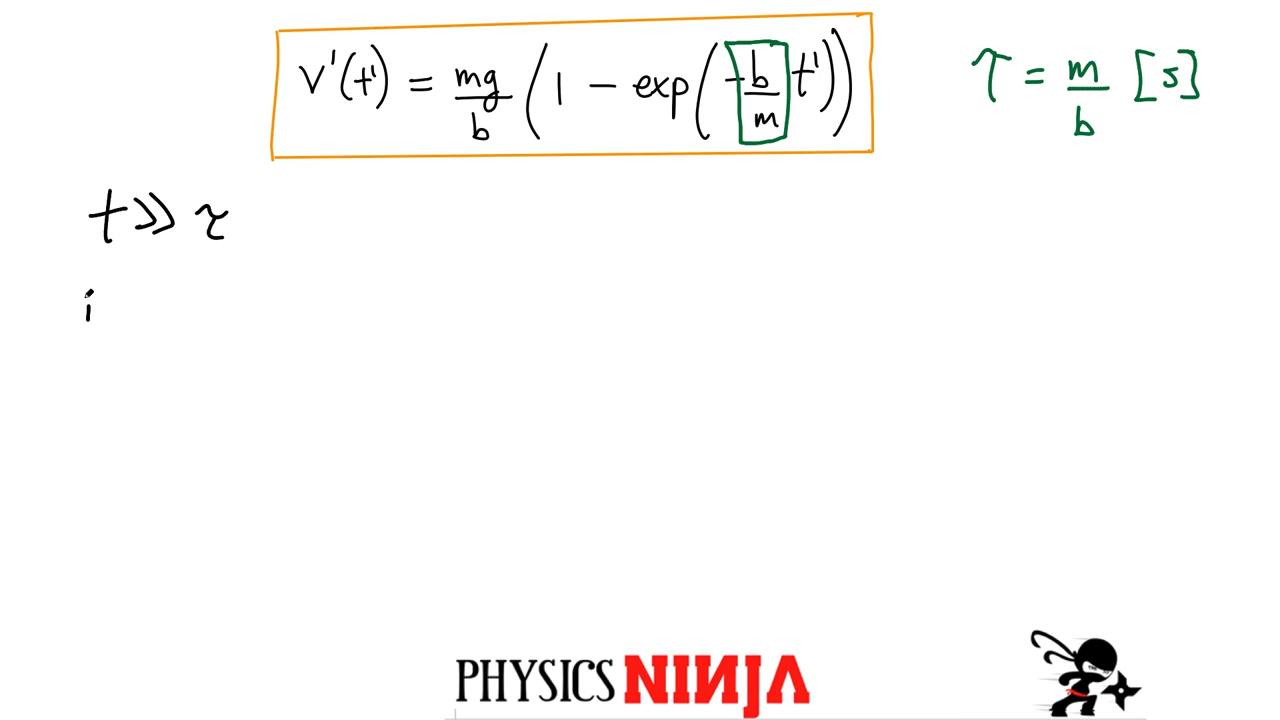 v'(t') = mg/b (1 - exp(-b/m t'))
τ = m/b [s]
t >> τ
i
PHYSICS NINJA